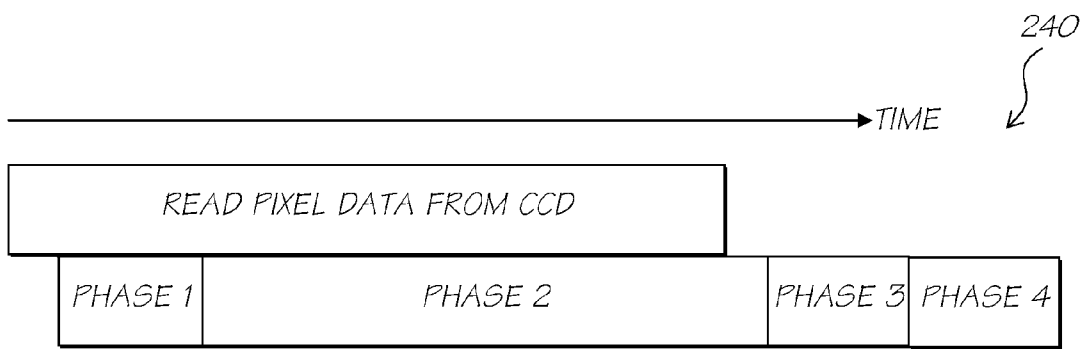 240
TIME
READ PIXEL DATA FROM CCD
PHASE 1 PHASE 2 PHASE 3 PHASE 4